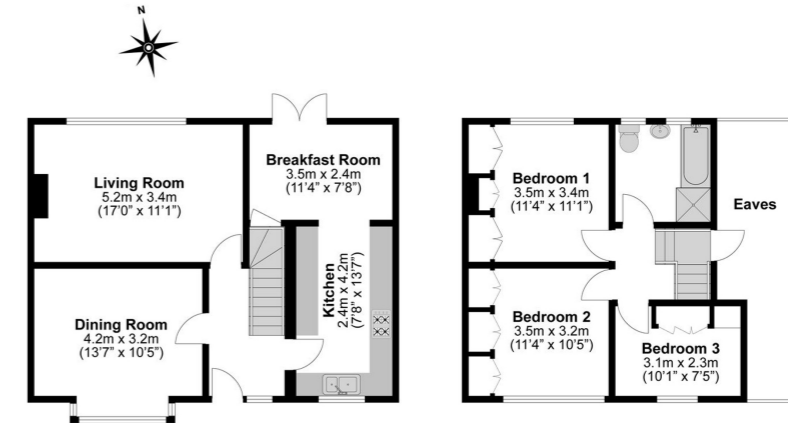 N
Living Room
5.2m x 3.4m
(17'0" x 11'1")
Breakfast Room
3.5m x 2.4m
(11'4" x 7'8")
Dining Room
4.2m x 3.2m
(13'7" x 10'5")
Kitchen
2.4m x 4.2m
(7'8" x 13'7")
Bedroom 1
3.5m x 3.4m
(11'4" x 11'1")
Eaves
Bedroom 2
3.5m x 3.2m
(11'4" x 10'5")
Bedroom 3
3.1m x 2.3m
(10'1" x 7'5")